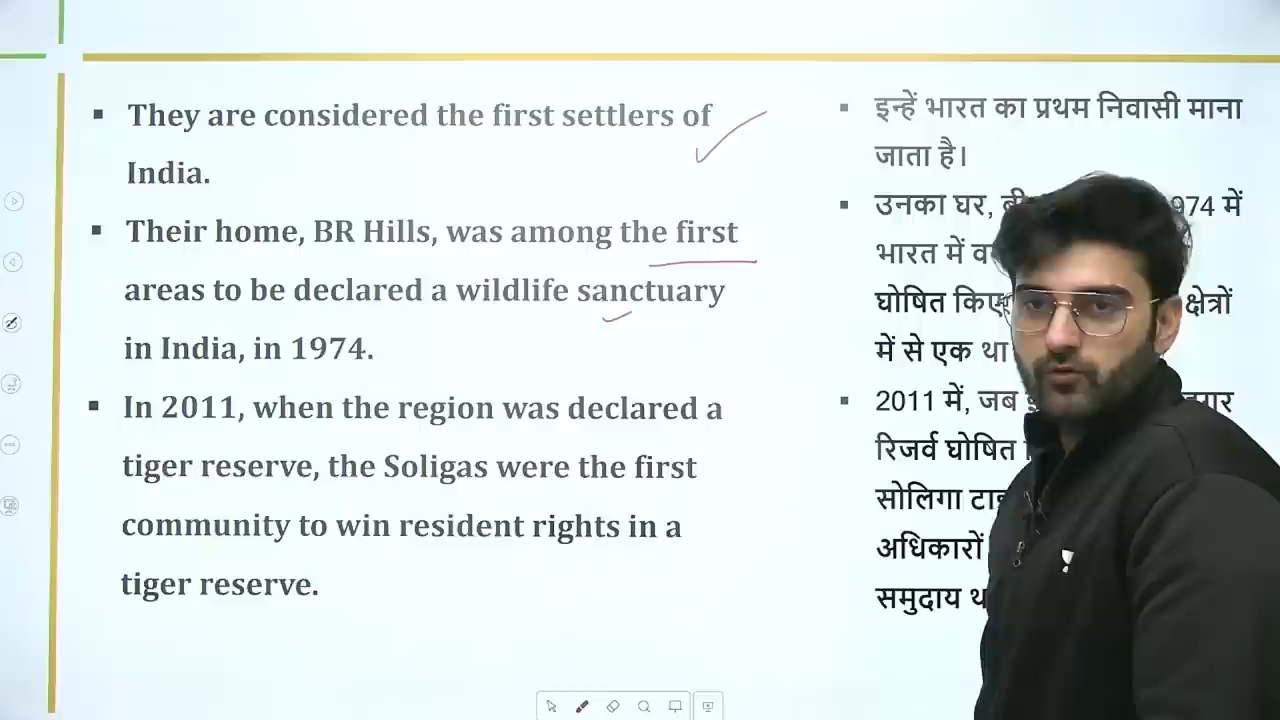 ▪ They are considered the first settlers of
India.
▪ Their home, BR Hills, was among the first
areas to be declared a wildlife sanctuary
in India, in 1974.
▪ In 2011, when the region was declared a
tiger reserve, the Soligas were the first
community to win resident rights in a
tiger reserve.
▪ इन्हें भारत का प्रथम निवासी माना
जाता है।
▪ उनका घर, 974 में
भारत में
घोषित क्षेत्रों
में से एक था
▪ 2011 में, जब
रिजर्व घोषित
सोलिगा
अधिकारों
समुदाय